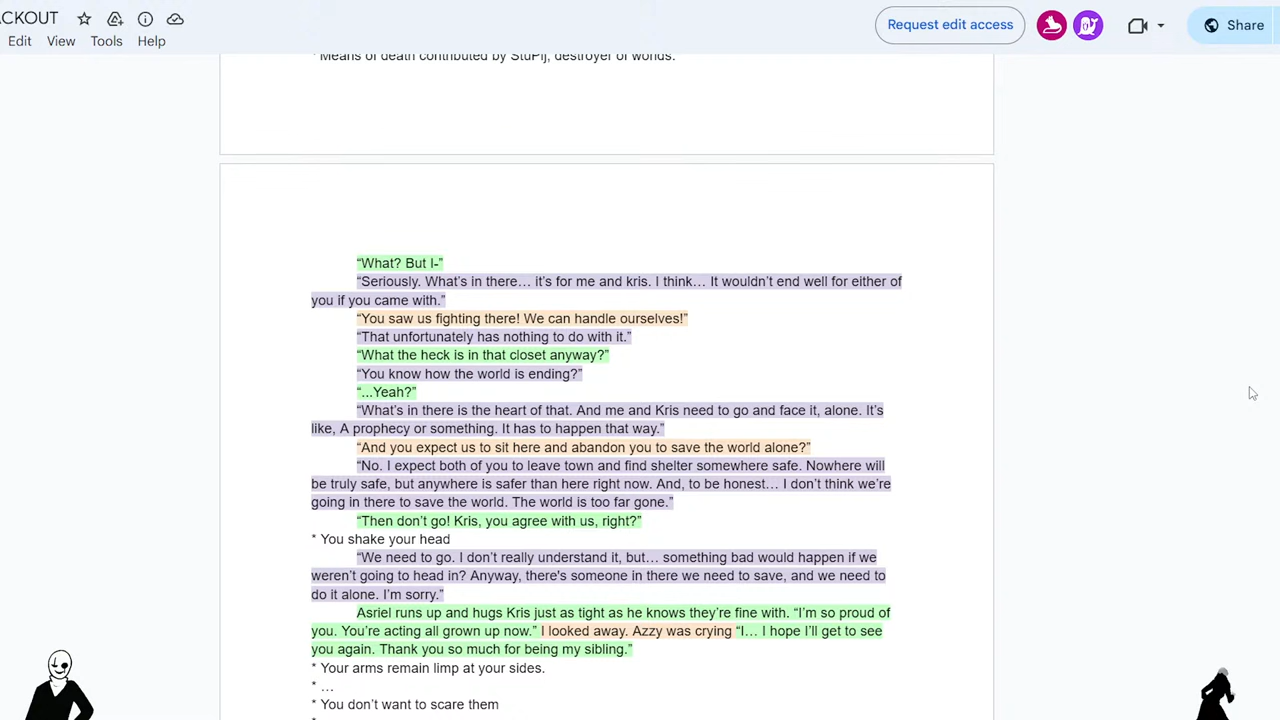 CKOUT
Request edit access
Share
Edit View Tools Help
* Means of death contributed by StuPij, destroyer of worlds.
“What? But I-”
“Seriously. What’s in there… it’s for me and kris. I think… It wouldn’t end well for either of
you if you came with.”
“You saw us fighting there! We can handle ourselves!”
“That unfortunately has nothing to do with it.”
“What the heck is in that closet anyway?”
“You know how the world is ending?”
“...Yeah?”
“What’s in there is the heart of that. And me and Kris need to go and face it, alone. It’s
like, A prophecy or something. It has to happen that way.”
“And you expect us to sit here and abandon you to save the world alone?”
“No. I expect both of you to leave town and find shelter somewhere safe. Nowhere will
be truly safe, but anywhere is safer than here right now. And, to be honest… I don’t think we’re
going in there to save the world. The world is too far gone.”
“Then don’t go! Kris, you agree with us, right?”
* You shake your head
“We need to go. I don’t really understand it, but… something bad would happen if we
weren’t going to head in? Anyway, there's someone in there we need to save, and we need to
do it alone. I’m sorry.”
Asriel runs up and hugs Kris just as tight as he knows they’re fine with. “I’m so proud of
you. You’re acting all grown up now.” I looked away. Azzy was crying “I… I hope I’ll get to see
you again. Thank you so much for being my sibling.”
* Your arms remain limp at your sides.
* …
* You don’t want to scare them